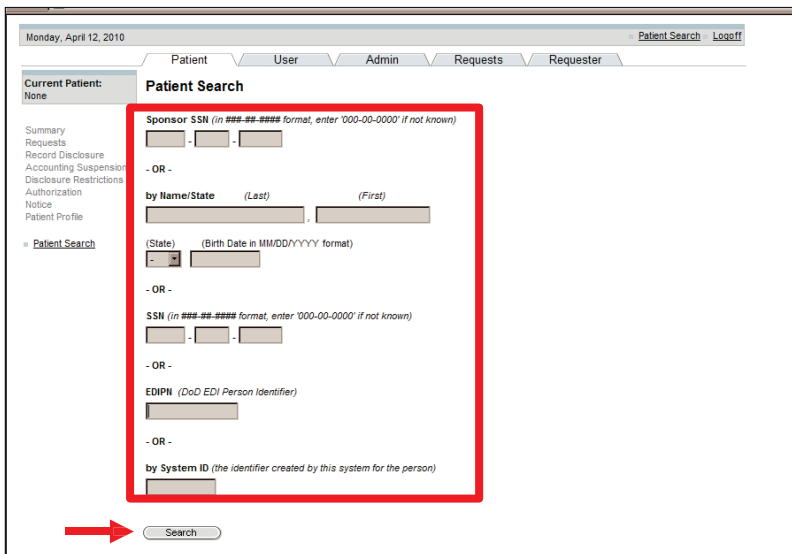 Monday, April 12, 2010
Patient Search Logoff
Patient User Admin Requests Requester
Current Patient:
None
Patient Search
Sponsor SSN (in ###-##-#### format, enter '000-00-0000' if not known)
- -
Summary
Requests
Record Disclosure
Accounting Suspension
Disclosure Restrictions
Authorization
Notice
Patient Profile
Patient Search
- OR -
by Name/State (Last) (First)
,
(State) (Birth Date in MM/DD/YYYY format)
-
- OR -
SSN (in ###-##-#### format, enter '000-00-0000' if not known)
- -
- OR -
EDIPN (DoD EDI Person Identifier)
- OR -
by System ID (the identifier created by this system for the person)
Search